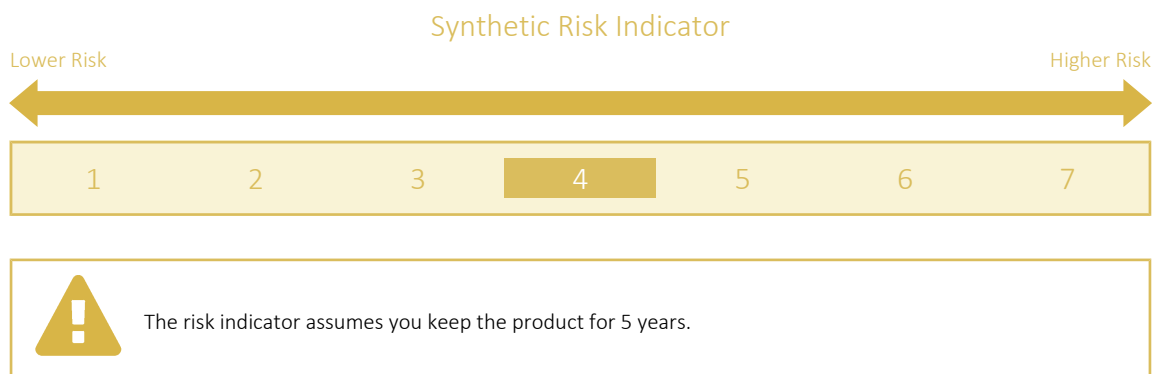 Synthetic Risk Indicator
Lower Risk Higher Risk
1 2 3 4 5 6 7
The risk indicator assumes you keep the product for 5 years.